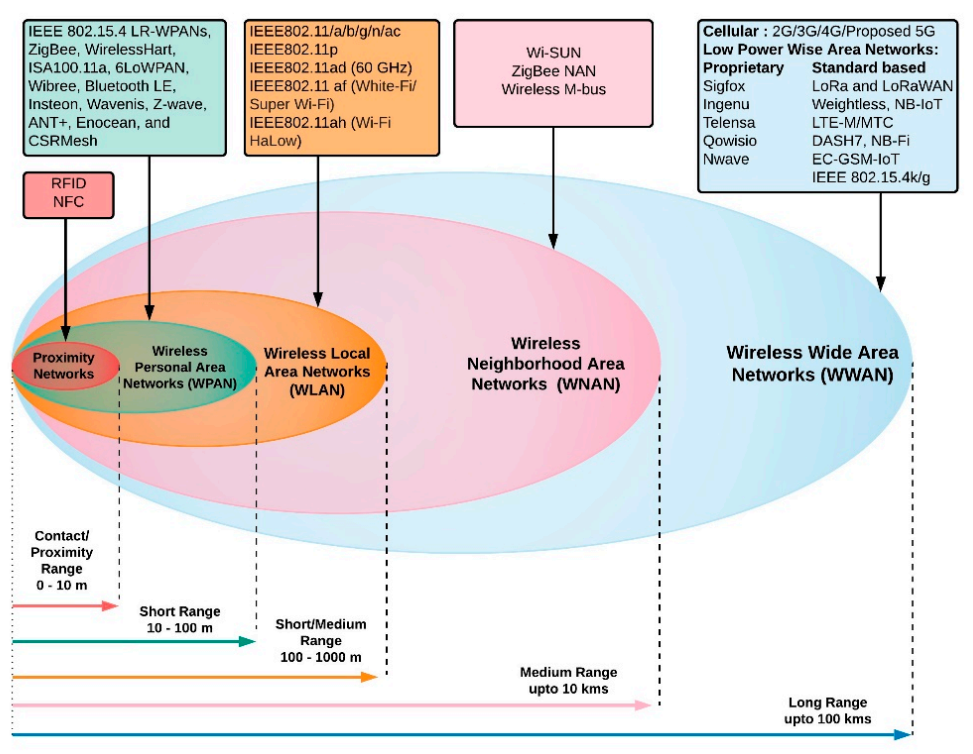 IEEE 802.15.4 LR-WPANs,
ZigBee, WirelessHart,
ISA100.11a, 6LoWPAN,
Wibree, Bluetooth LE,
Insteon, Wavenis, Z-wave,
ANT+, Enocean, and
CSRMesh
IEEE802.11/a/b/g/n/ac
IEEE802.11p
IEEE802.11ad (60 GHz)
IEEE802.11 af (White-Fi/
Super Wi-Fi)
IEEE802.11ah (Wi-Fi
HaLow)
Wi-SUN
ZigBee NAN
Wireless M-bus
Cellular : 2G/3G/4G/Proposed 5G
Low Power Wise Area Networks:
Proprietary Standard based
Sigfox LoRa and LoRaWAN
Ingenu Weightless, NB-IoT
Telensa LTE-M/MTC
Qowisio DASH7, NB-Fi
Nwave EC-GSM-IoT
IEEE 802.15.4k/g
RFID
NFC
Proximity
Networks
Wireless
Personal Area
Networks (WPAN)
Wireless Local
Area Networks
(WLAN)
Wireless
Neighborhood Area
Networks (WNAN)
Wireless Wide Area
Networks (WWAN)
Contact/
Proximity
Range
0 - 10 m
Short Range
10 - 100 m
Short/Medium
Range
100 - 1000 m
Medium Range
upto 10 kms
Long Range
upto 100 kms